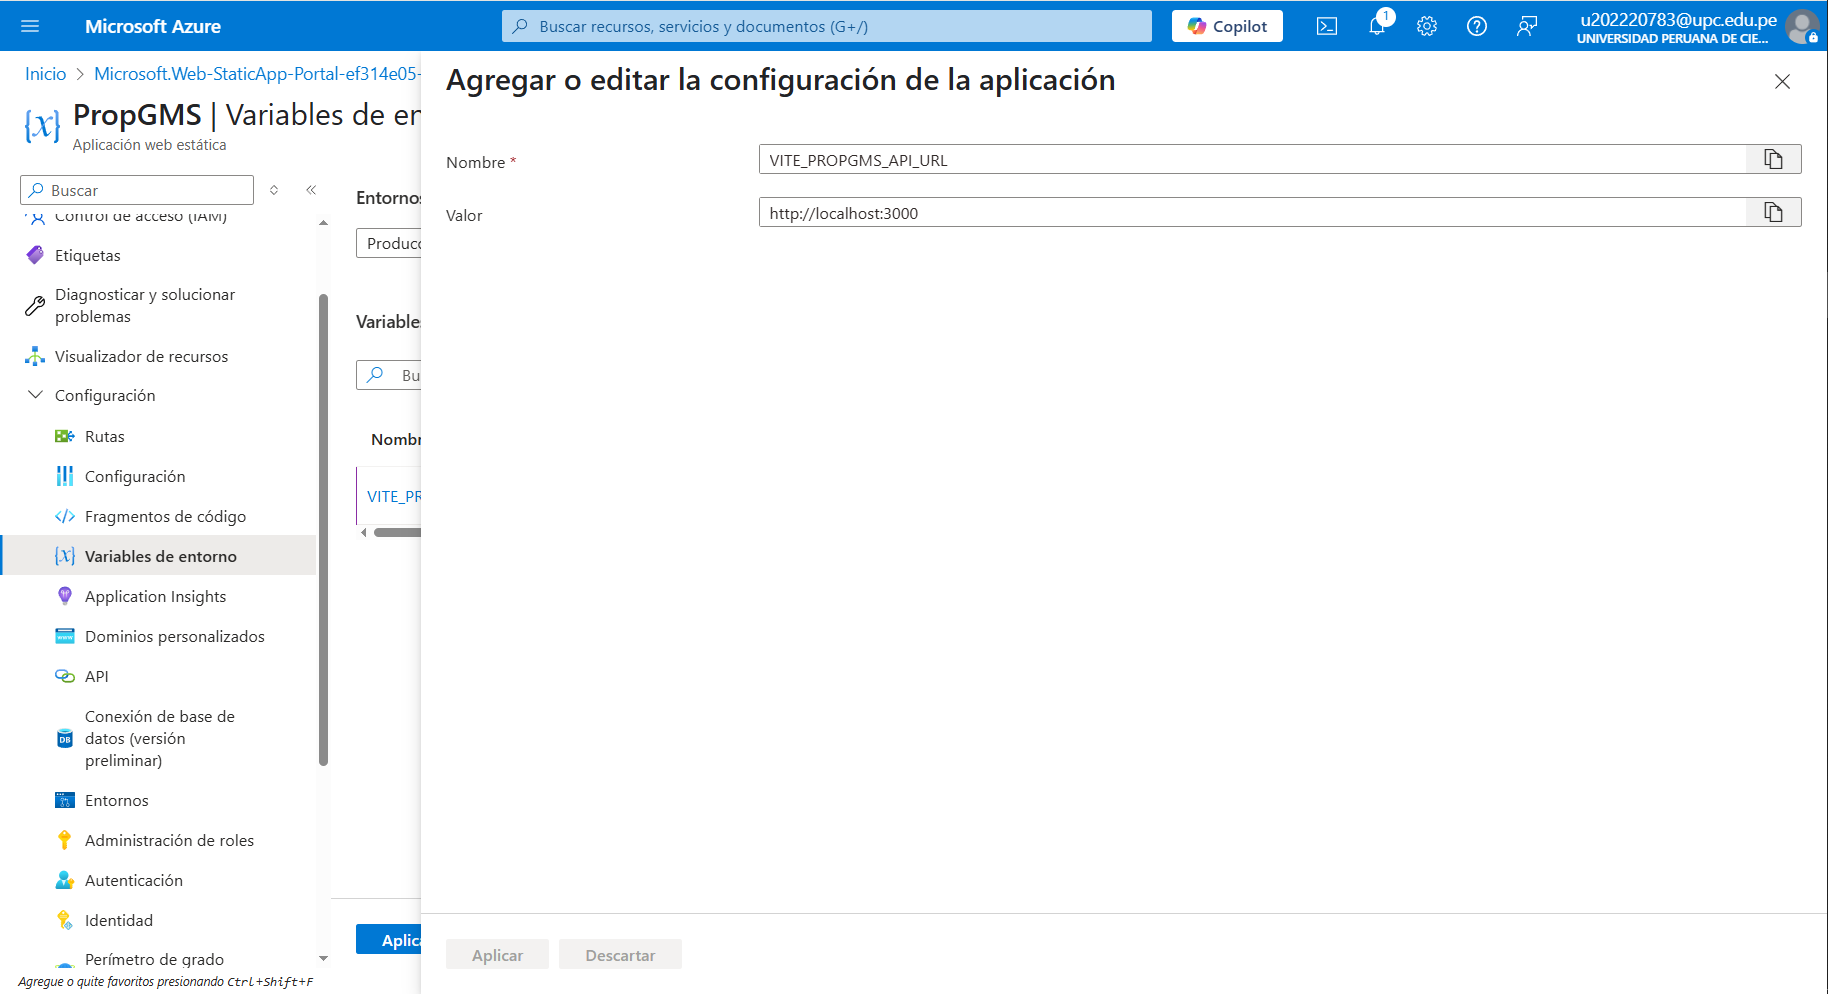 Microsoft Azure
Buscar recursos, servicios y documentos (G+/)
Copilot
1
u202220783@upc.edu.pe
UNIVERSIDAD PERUANA DE CIE...
Inicio > Microsoft.Web-StaticApp-Portal-ef314e05-
PropGMS | Variables de en
Aplicación web estática
Buscar
Control de acceso (IAM)
Etiquetas
Diagnosticar y solucionar
problemas
Visualizador de recursos
Configuración
Rutas
Configuración
Fragmentos de código
Variables de entorno
Application Insights
Dominios personalizados
API
Conexión de base de
datos (versión
preliminar)
Entornos
Administración de roles
Autenticación
Identidad
Perímetro de grado
Agregue o quite favoritos presionando Ctrl+Shift+F
Entornos
Produc
Variable
Bu
Nombr
VITE_PR
Aplica
Agregar o editar la configuración de la aplicación
Nombre *
VITE_PROPGMS_API_URL
Valor
http://localhost:3000
Aplicar
Descartar